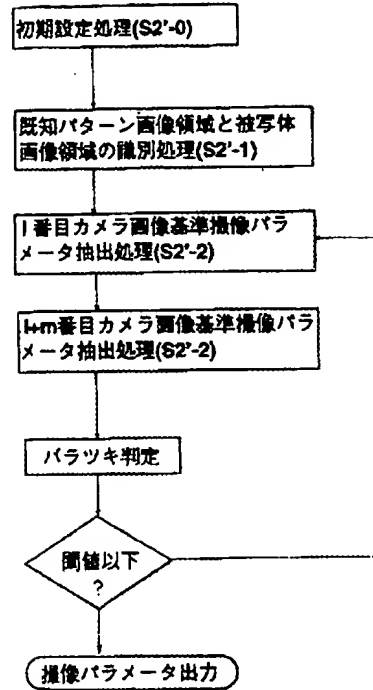 初期設定処理(S2'-0)
既知パターン画像領域と被写体
画像領域の識別処理(S2'-1)
l番目カメラ画像基準撮像パラ
メータ抽出処理(S2'-2)
l+m番目カメラ画像基準撮像パラ
メータ抽出処理(S2'-2)
バラツキ判定
閾値以下
?
撮像パラメータ出力